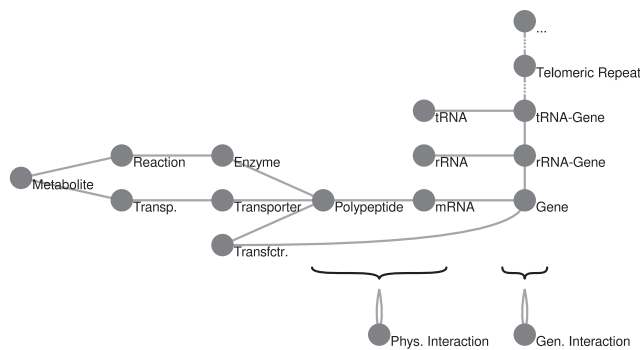 ...
Telomeric Repeat
tRNA
tRNA-Gene
Reaction
Enzyme
rRNA
rRNA-Gene
Metabolite
Transp.
Transporter
Polypeptide
mRNA
Gene
Transfctr.
Phys. Interaction
Gen. Interaction